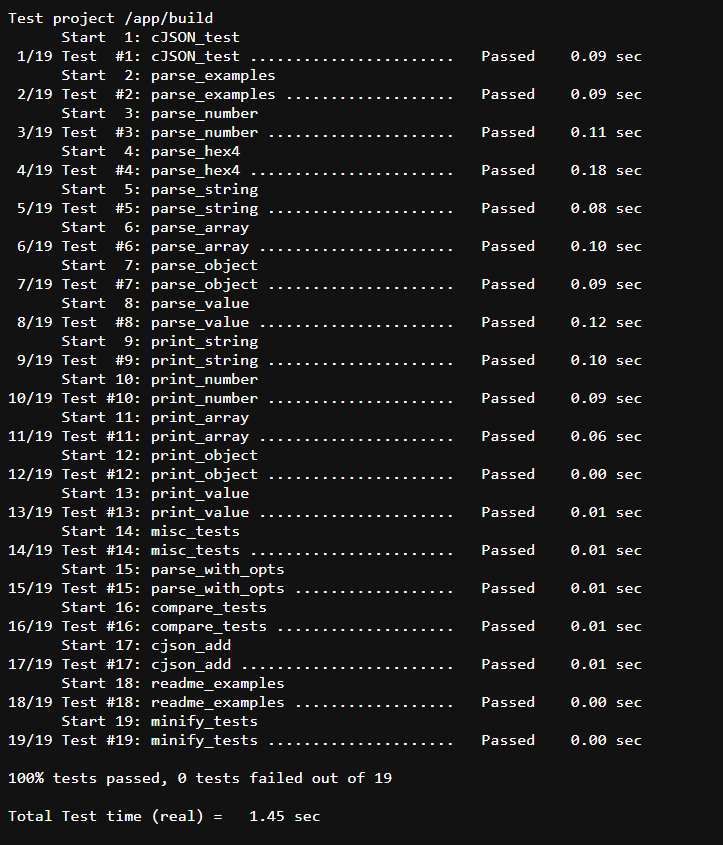 Test project /app/build
      Start  1: cJSON_test
 1/19 Test  #1: cJSON_test .......................   Passed    0.09 sec
      Start  2: parse_examples
 2/19 Test  #2: parse_examples ...................   Passed    0.09 sec
      Start  3: parse_number
 3/19 Test  #3: parse_number .....................   Passed    0.11 sec
      Start  4: parse_hex4
 4/19 Test  #4: parse_hex4 .......................   Passed    0.18 sec
      Start  5: parse_string
 5/19 Test  #5: parse_string .....................   Passed    0.08 sec
      Start  6: parse_array
 6/19 Test  #6: parse_array ......................   Passed    0.10 sec
      Start  7: parse_object
 7/19 Test  #7: parse_object .....................   Passed    0.09 sec
      Start  8: parse_value
 8/19 Test  #8: parse_value ......................   Passed    0.12 sec
      Start  9: print_string
 9/19 Test  #9: print_string .....................   Passed    0.10 sec
      Start 10: print_number
10/19 Test #10: print_number .....................   Passed    0.09 sec
      Start 11: print_array
11/19 Test #11: print_array ......................   Passed    0.06 sec
      Start 12: print_object
12/19 Test #12: print_object .....................   Passed    0.00 sec
      Start 13: print_value
13/19 Test #13: print_value ......................   Passed    0.01 sec
      Start 14: misc_tests
14/19 Test #14: misc_tests .......................   Passed    0.01 sec
      Start 15: parse_with_opts
15/19 Test #15: parse_with_opts ..................   Passed    0.01 sec
      Start 16: compare_tests
16/19 Test #16: compare_tests ....................   Passed    0.01 sec
      Start 17: cjson_add
17/19 Test #17: cjson_add ........................   Passed    0.01 sec
      Start 18: readme_examples
18/19 Test #18: readme_examples ..................   Passed    0.00 sec
      Start 19: minify_tests
19/19 Test #19: minify_tests .....................   Passed    0.00 sec

100% tests passed, 0 tests failed out of 19

Total Test time (real) =   1.45 sec